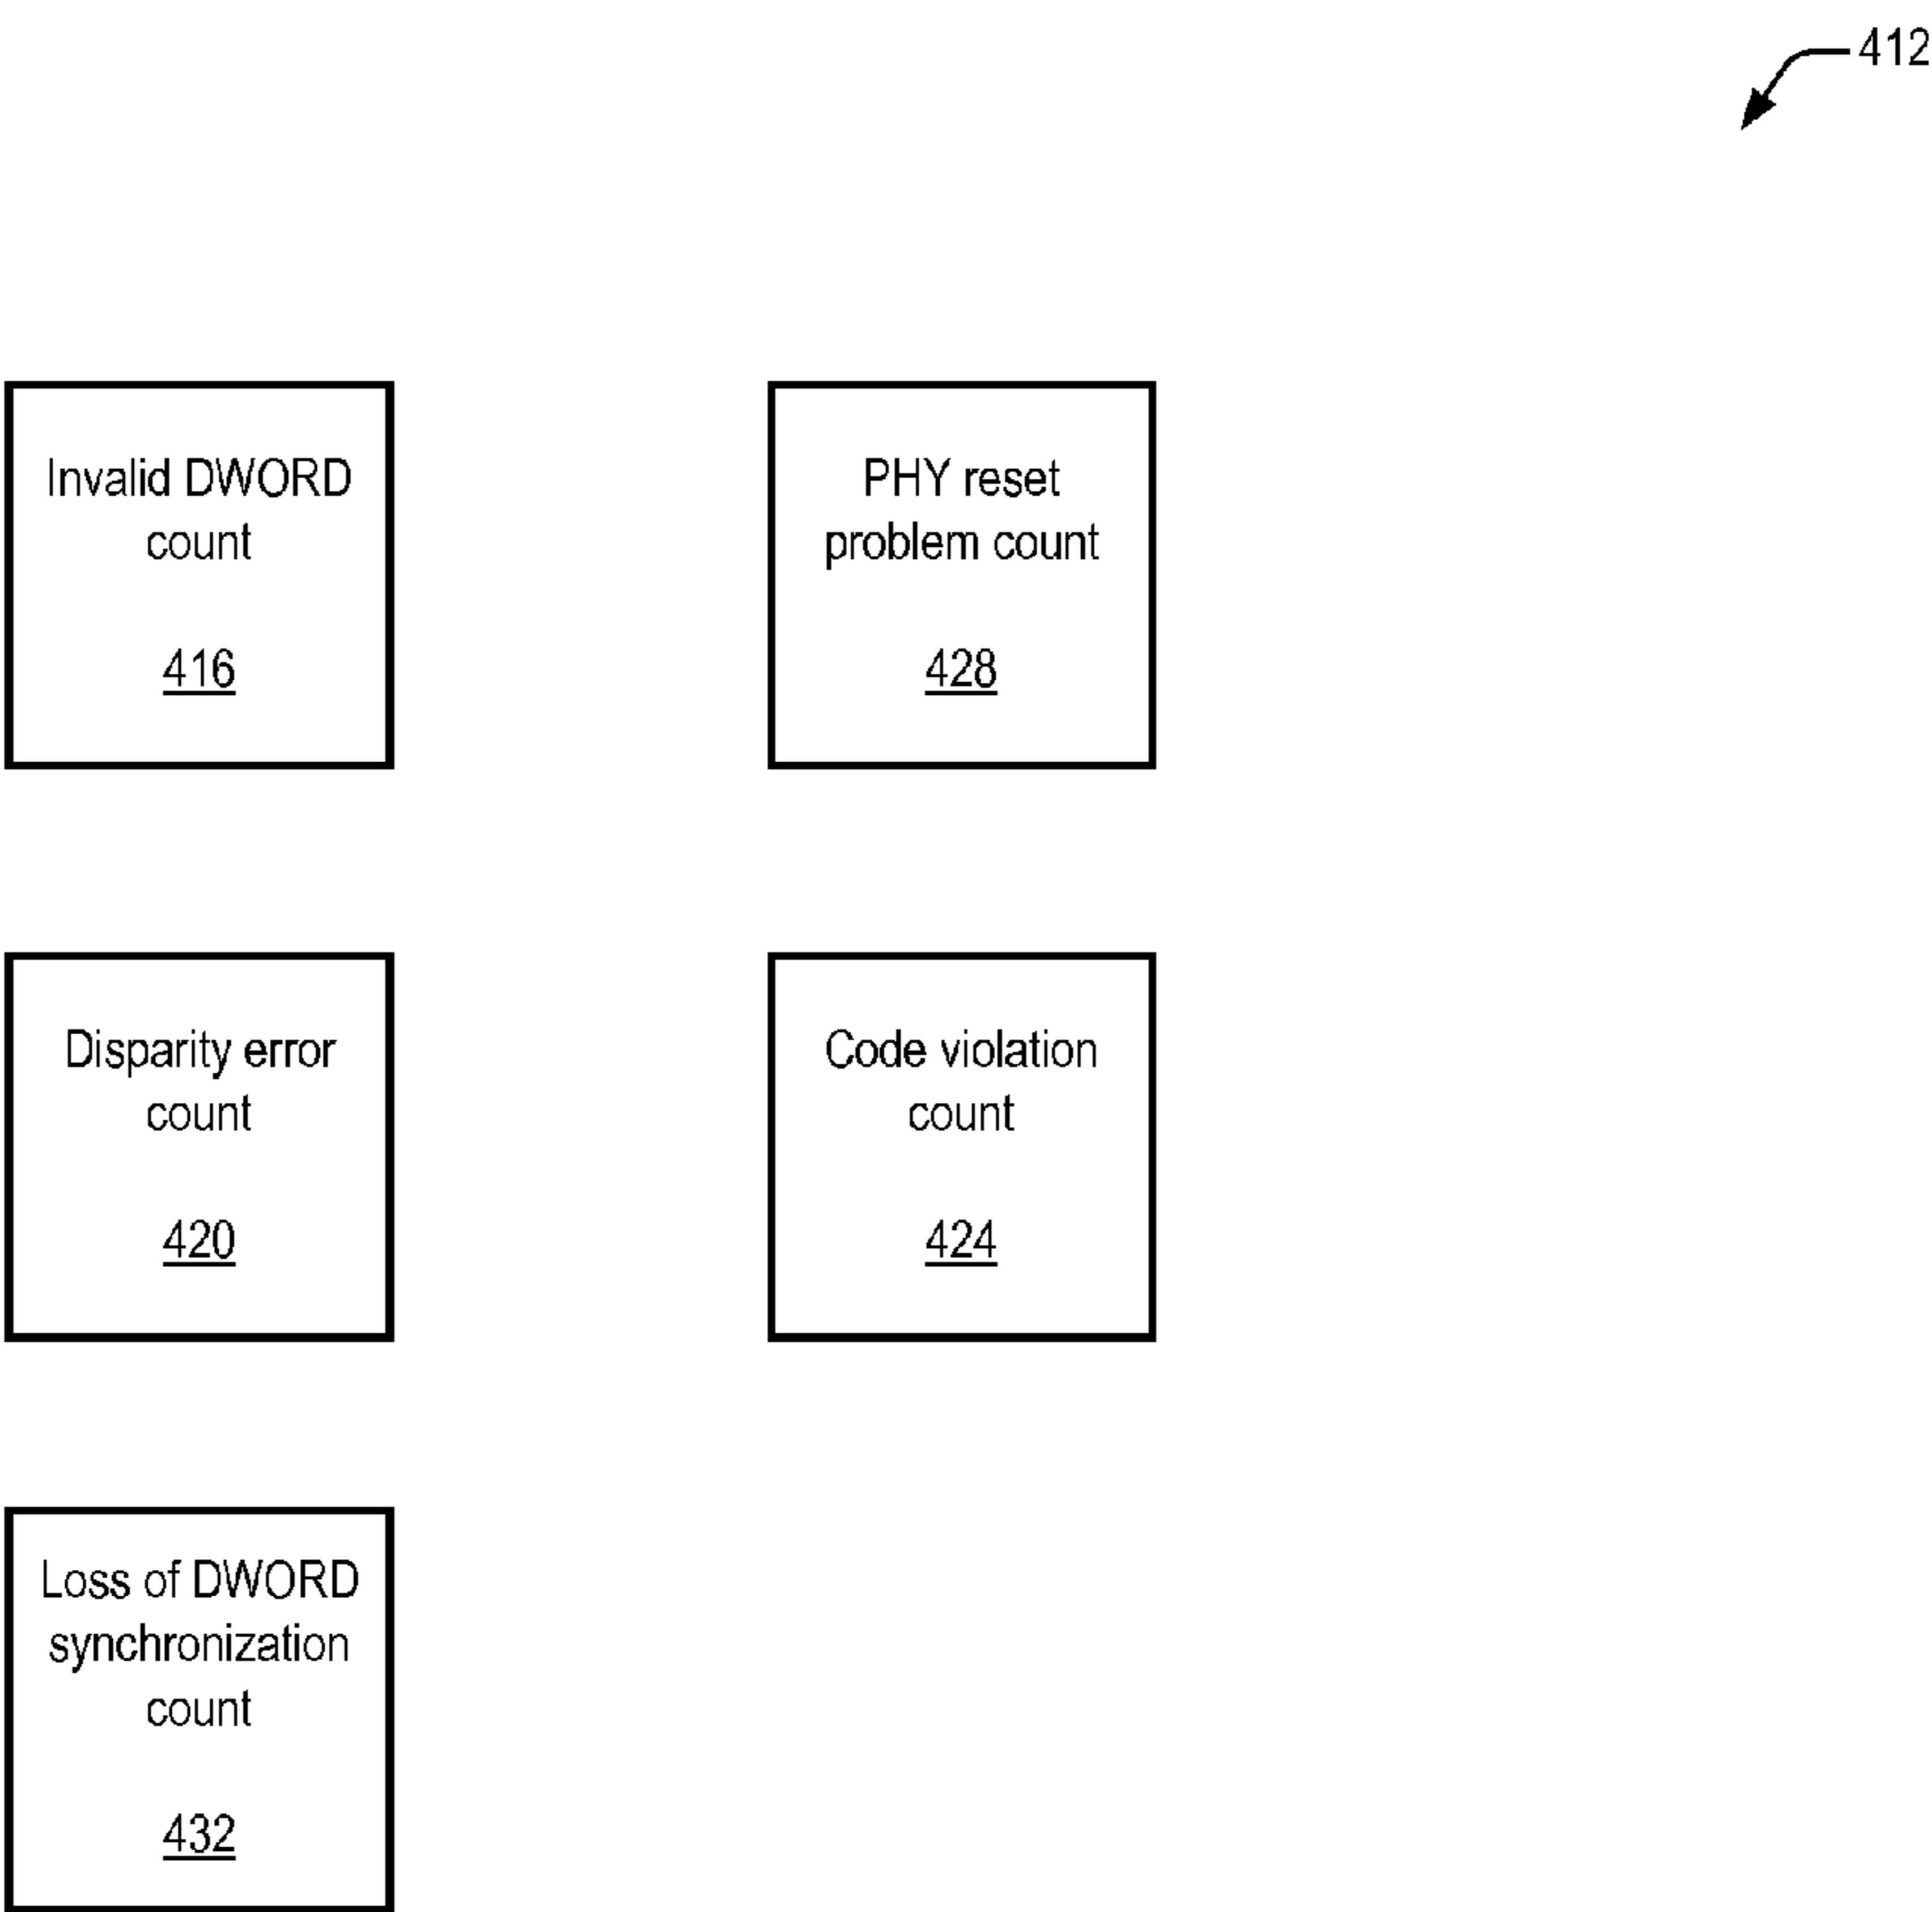 412
Invalid DWORD
count
416
PHY reset
problem count
428
Disparity error
count
420
Code violation
count
424
Loss of DWORD
synchronization
count
432